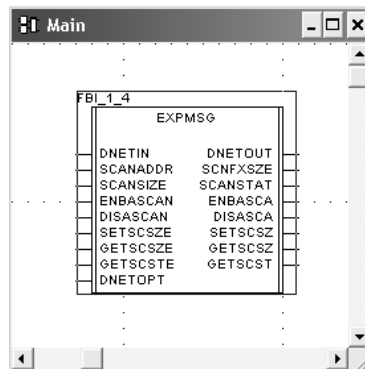 Main
FBI_1_4
EXPMSG
DNETIN DNETOUT
SCANADDR SCNFXSZE
SCANSIZE SCANSTAT
ENBASCAN ENBASCA
DISASCAN DISASCA
SETSCSZE SETSCSZ
GETSCSZE GETSCSZ
GETSCSTE GETSCST
DNETOPT